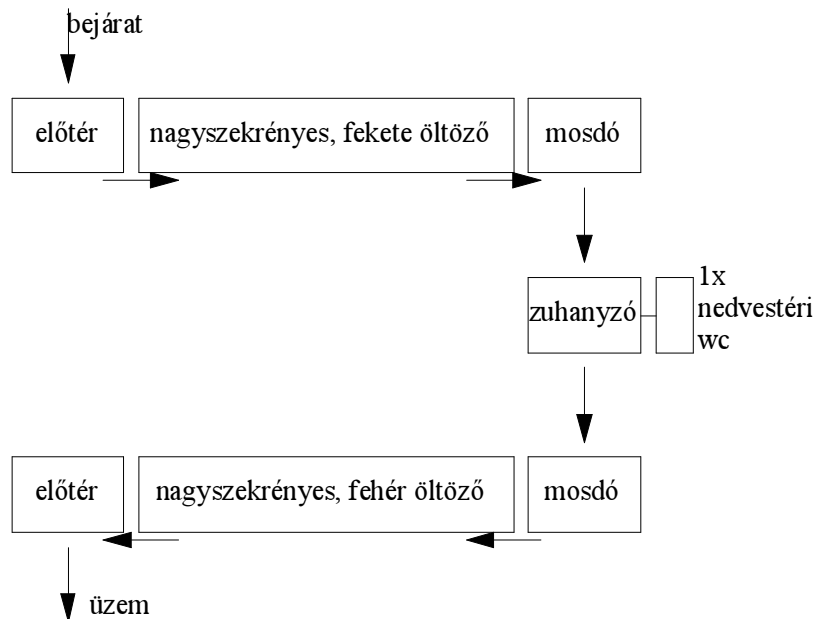 bejárat
előtér
nagyszekrényes, fekete öltöző
mosdó
zuhanyzó
1x
nedvestéri
wc
előtér
nagyszekrényes, fehér öltöző
mosdó
üzem